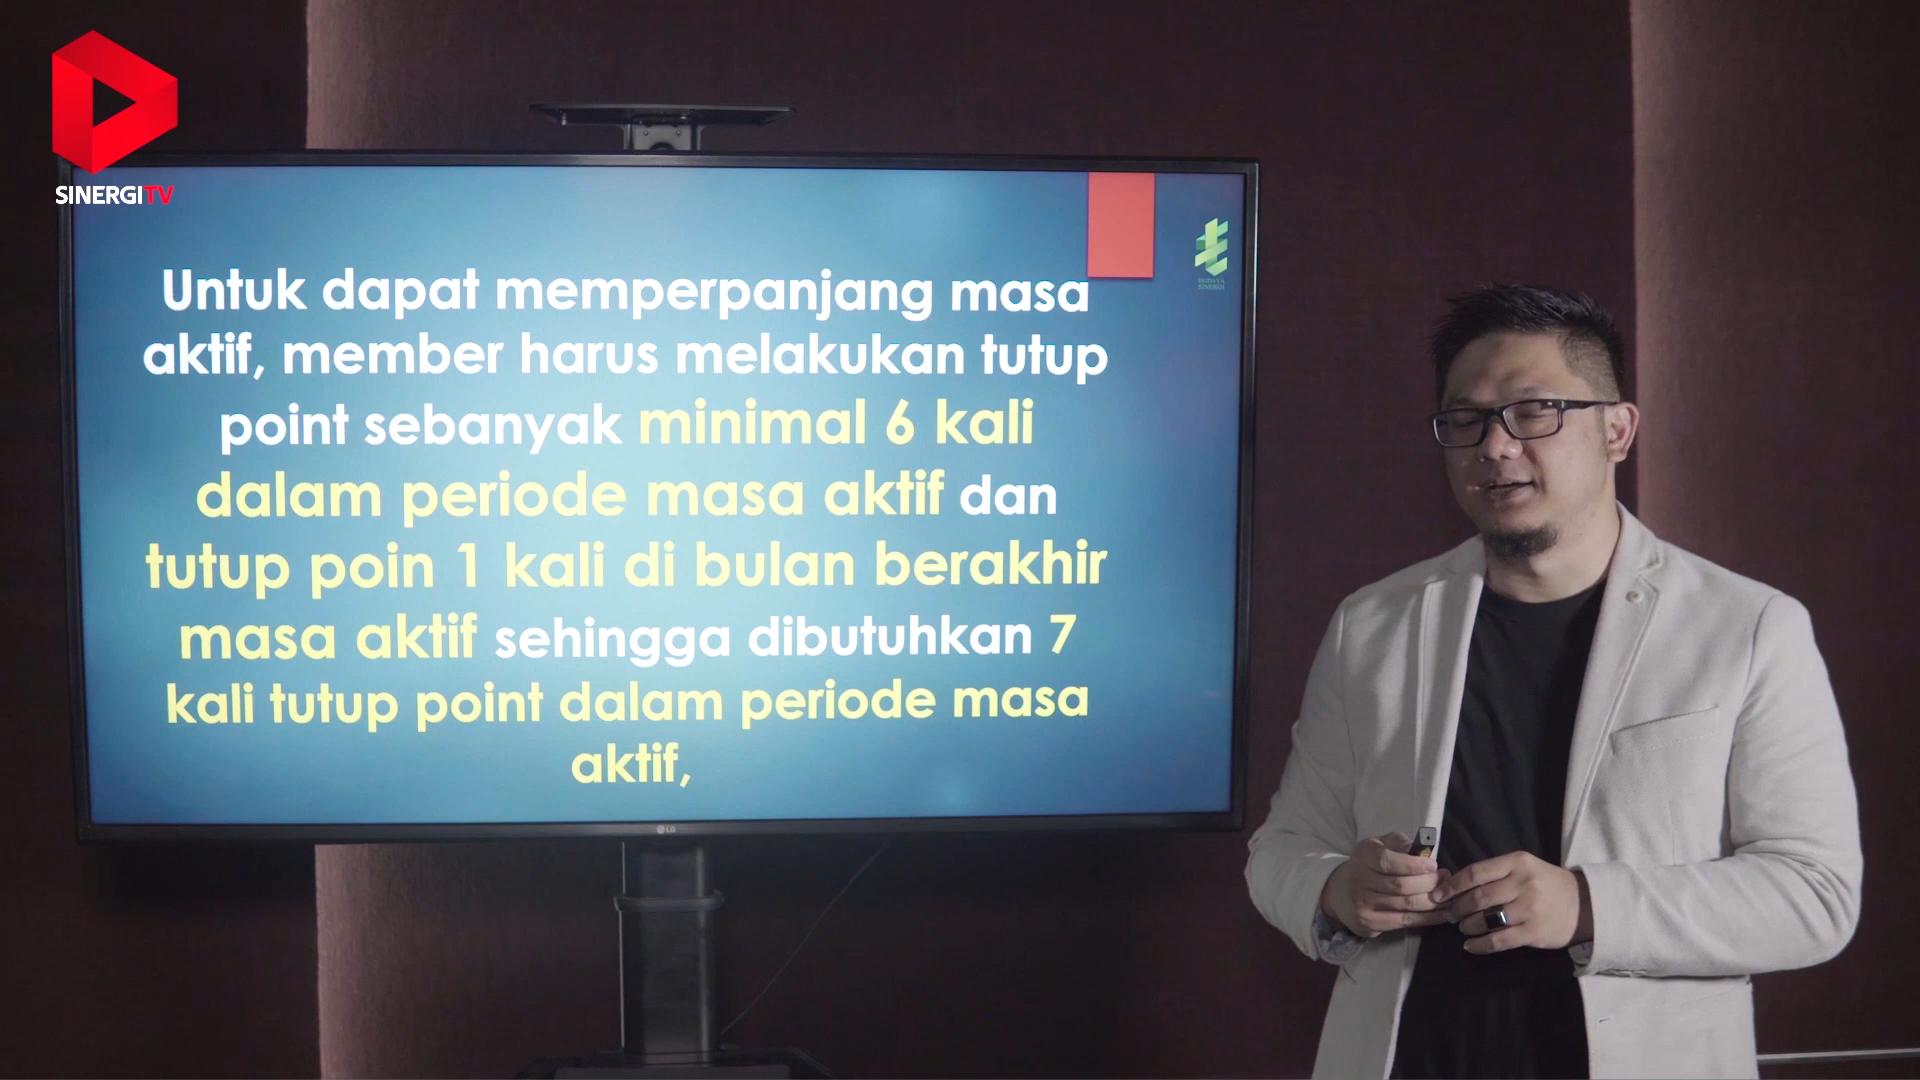 SINERGITV
TRIDAYA
SINERGI
Untuk dapat memperpanjang masa
aktif, member harus melakukan tutup
point sebanyak minimal 6 kali
dalam periode masa aktif dan
tutup poin 1 kali di bulan berakhir
masa aktif sehingga dibutuhkan 7
kali tutup point dalam periode masa
aktif,
LG